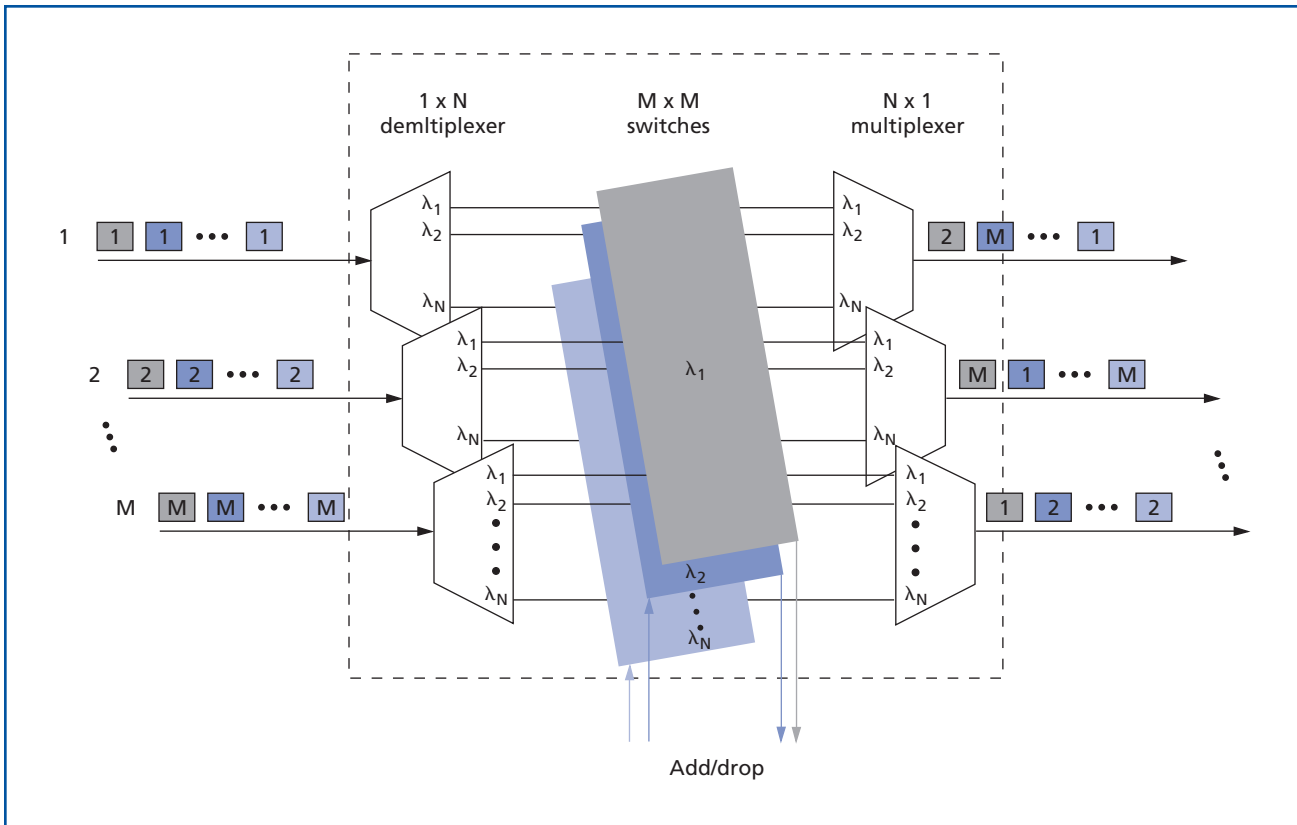 1 x N
demltiplexer
M x M
switches
N x 1
multiplexer
1 1 1 ••• 1
λ1
λ2
λN
λ1
λ2
λN
2 M ••• 1
2 2 2 ••• 2
λ1
λ2
λN
λ1
λ1
λ2
λN
M 1 ••• M
M M M ••• M
λ1
λ2
λN
λ2
λN
λ1
λ2
λN
1 2 ••• 2
Add/drop